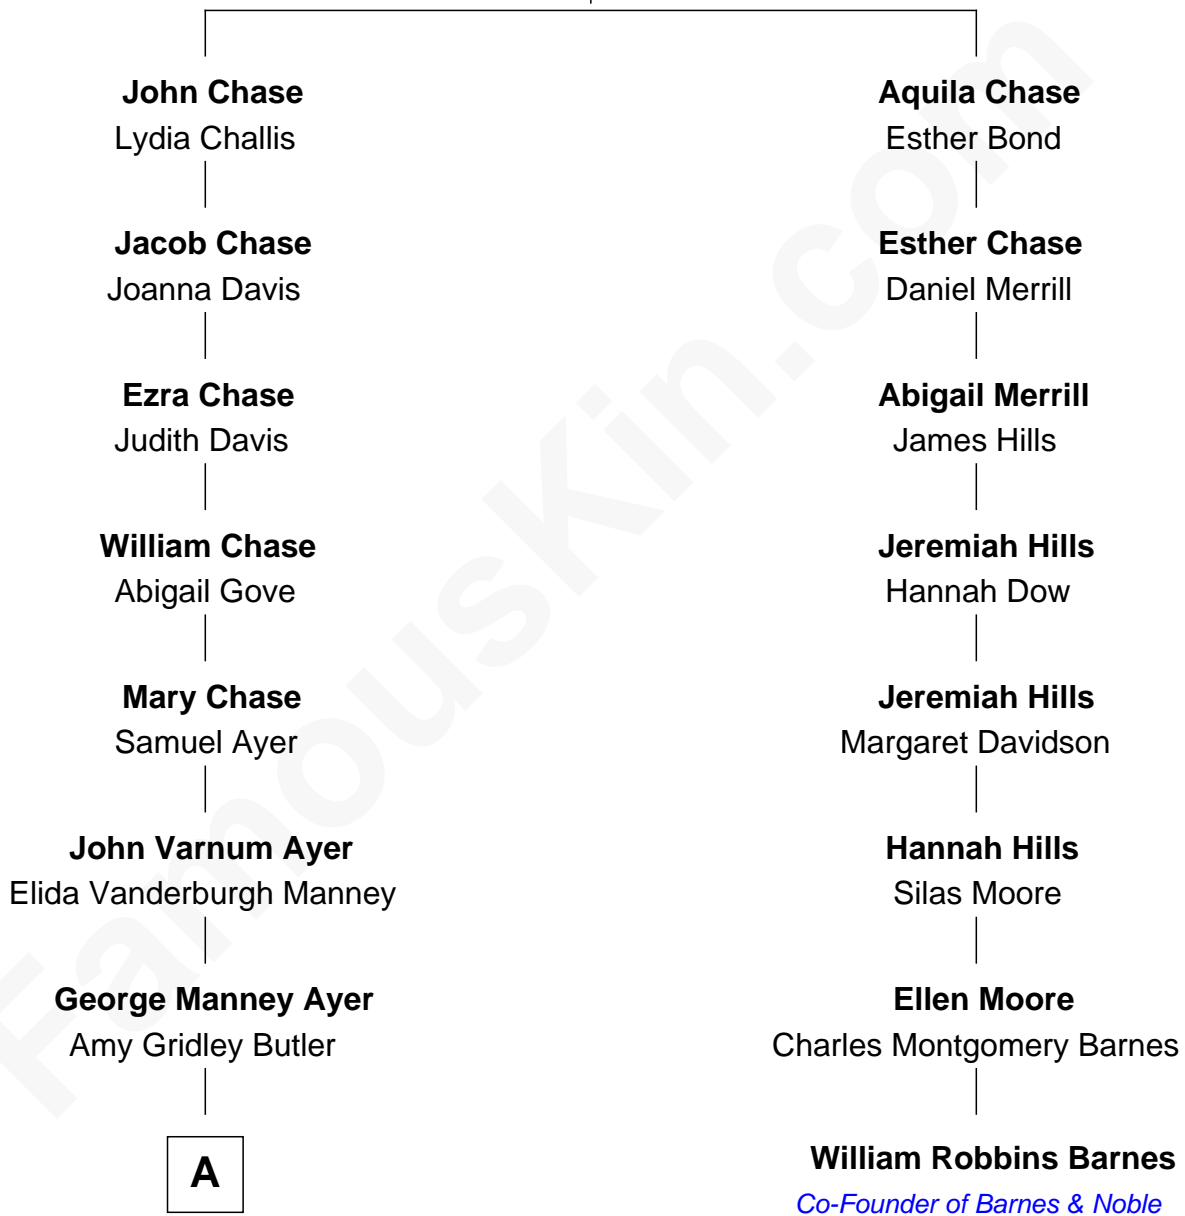 John Chase
Lydia Challis
Jacob Chase
Joanna Davis
Ezra Chase
Judith Davis
William Chase
Abigail Gove
Mary Chase
Samuel Ayer
John Varnum Ayer
Elida Vanderburgh Manney
George Manney Ayer
Amy Gridley Butler
A
Aquila Chase
Esther Bond
Esther Chase
Daniel Merrill
Abigail Merrill
James Hills
Jeremiah Hills
Hannah Dow
Jeremiah Hills
Margaret Davidson
Hannah Hills
Silas Moore
Ellen Moore
Charles Montgomery Barnes
William Robbins Barnes
Co-Founder of Barnes & Noble
FamousKin.com